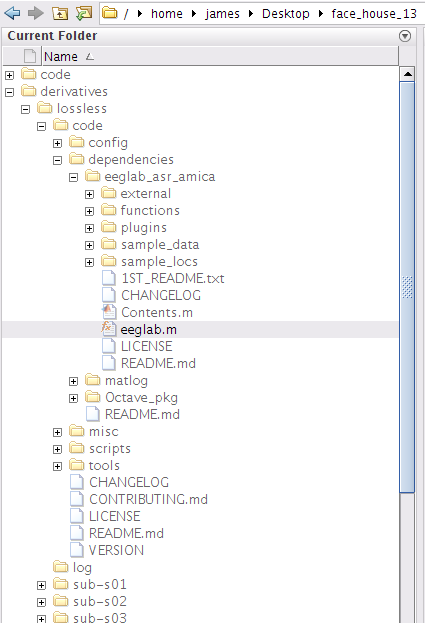 / home james Desktop face_house_13
Current Folder
Name
code
derivatives
lossless
code
config
dependencies
eeglab_asr_amica
external
functions
plugins
sample_data
sample_locs
1ST_README.txt
CHANGELOG
Contents.m
eeglab.m
LICENSE
README.md
matlog
Octave_pkg
README.md
misc
scripts
tools
CHANGELOG
CONTRIBUTING.md
LICENSE
README.md
VERSION
log
sub-s01
sub-s02
sub-s03